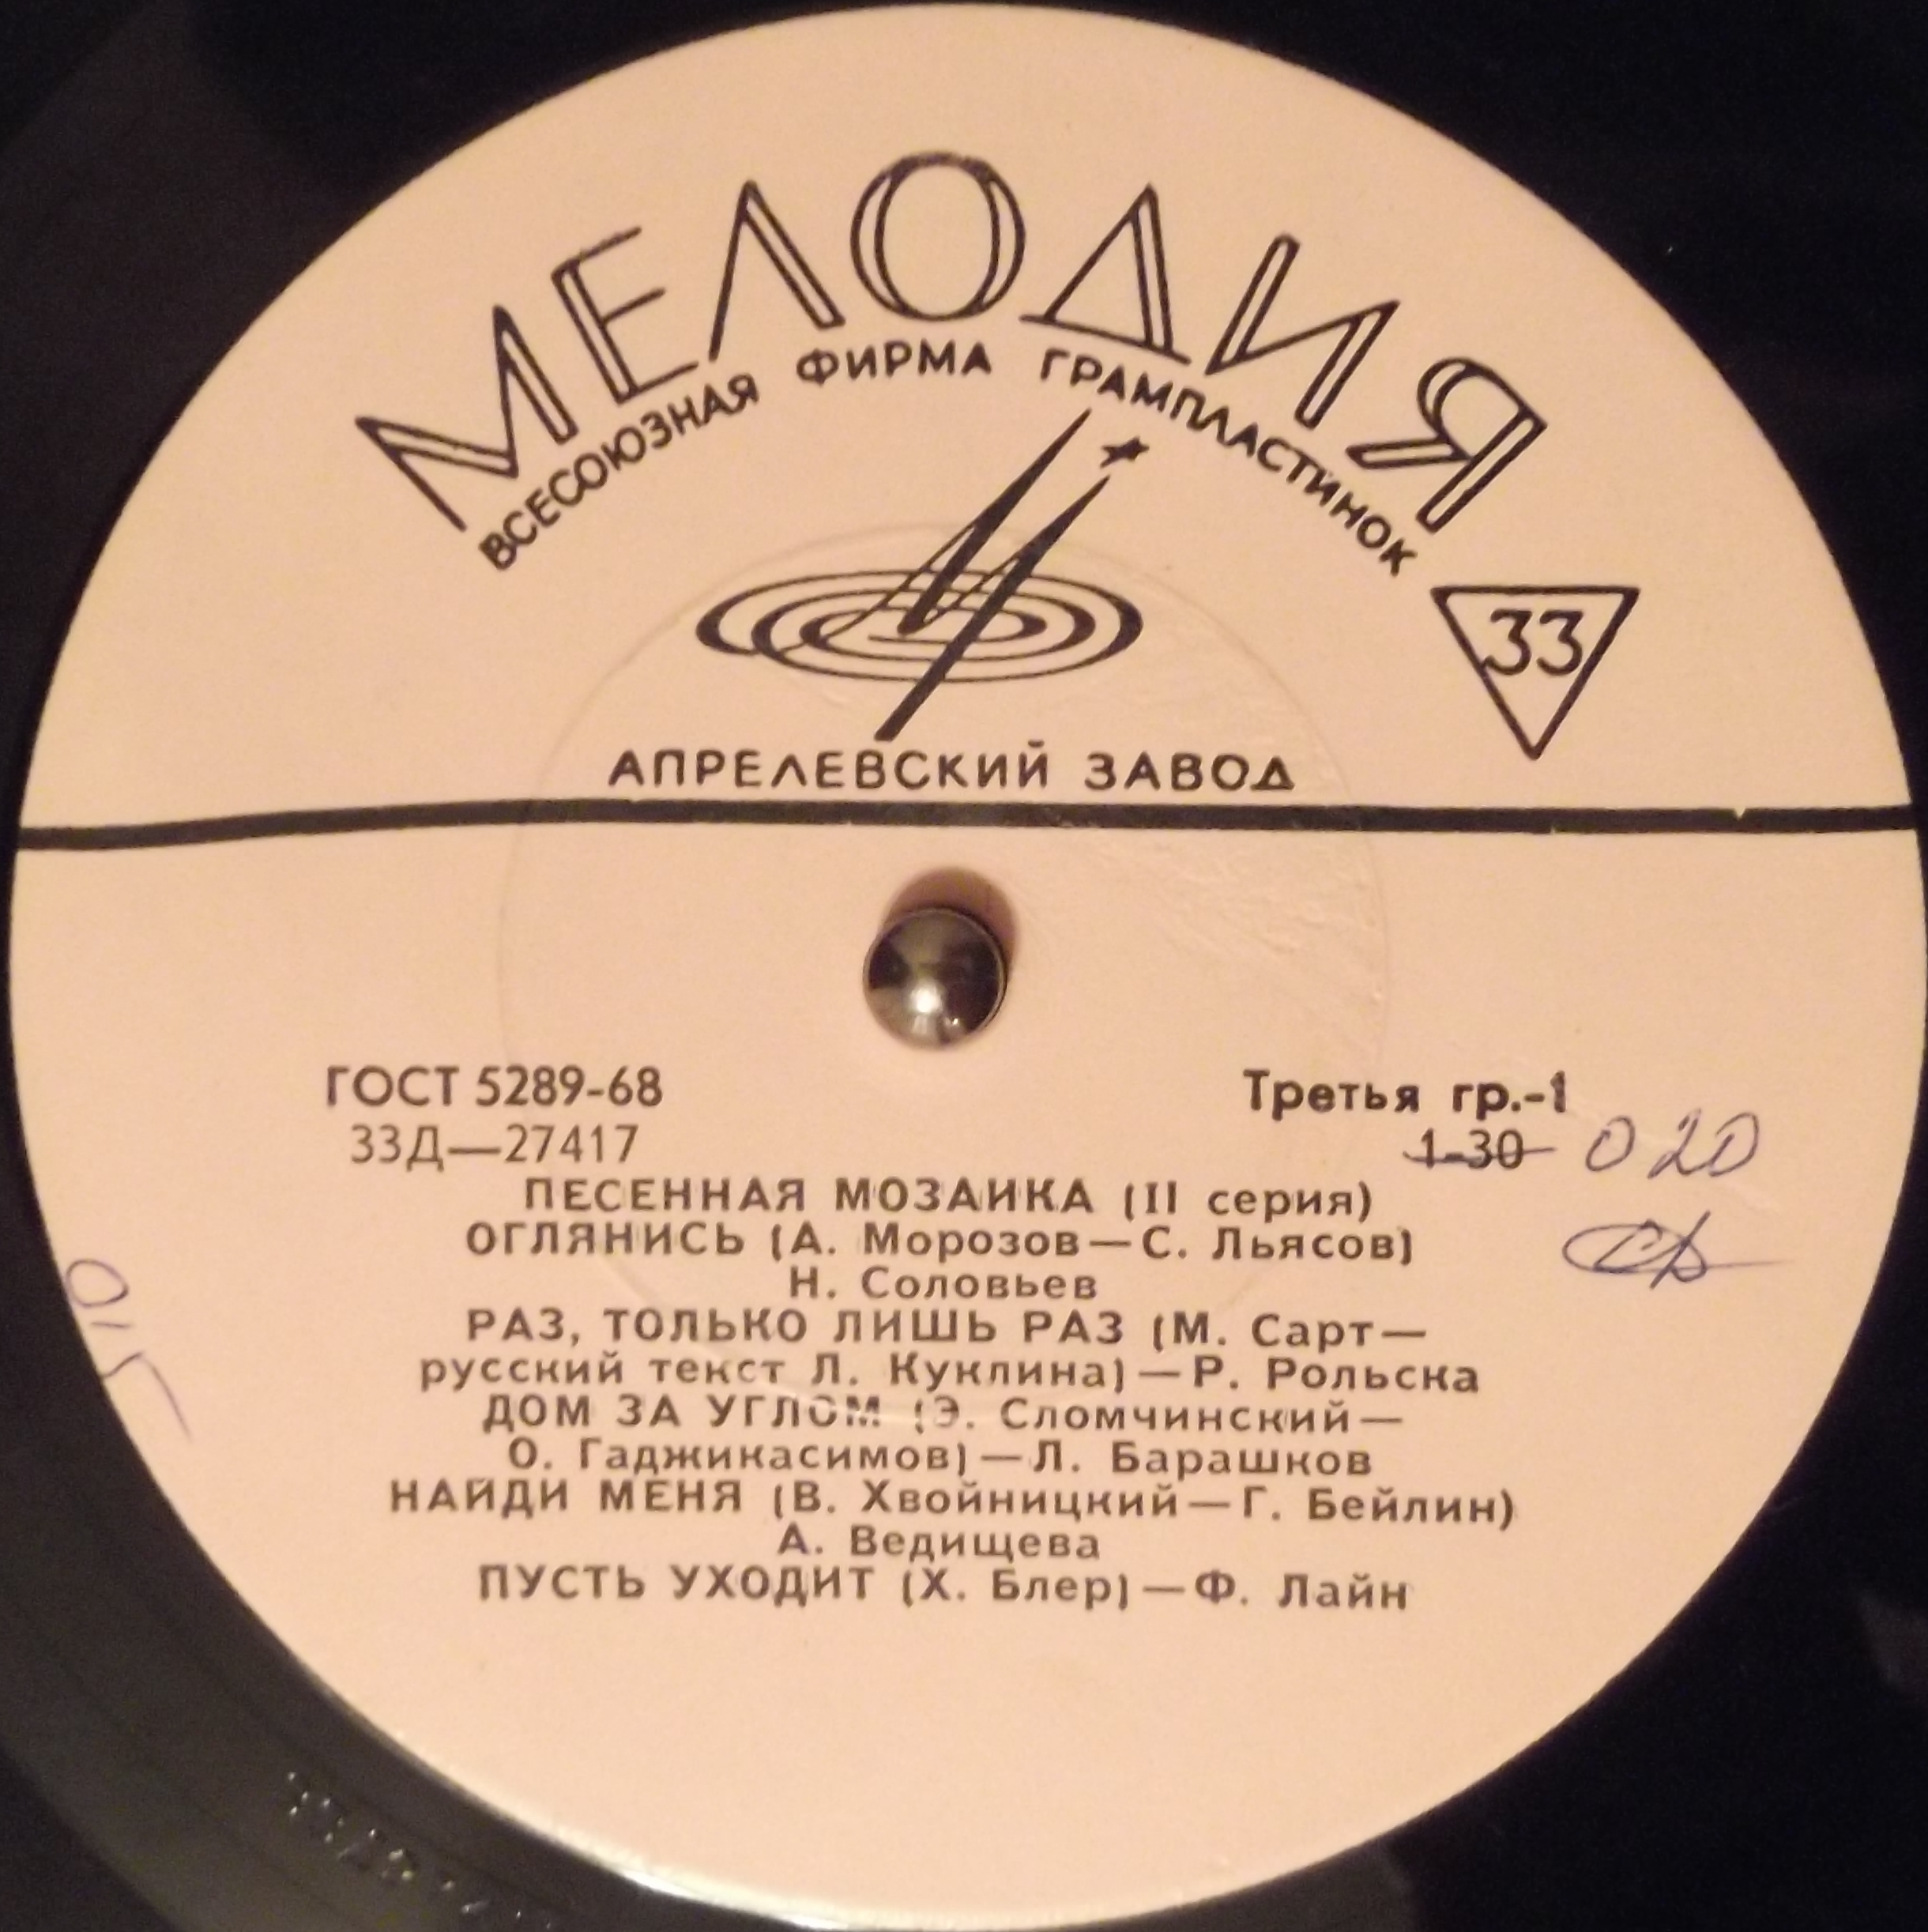 МЕЛОДИЯ
ВСЕСОЮЗНАЯ ФИРМА ГРАМПЛАСТИНОК
33
АПРЕЛЕВСКИЙ ЗАВОД
ГОСТ 5289-68
Третья гр.-1
33Д—27417
1-30 020
ПЕСЕННАЯ МОЗАИКА (II серия)
ОГЛЯНИСЬ (А. Морозов—С. Льясов)
Н. Соловьев
РАЗ, ТОЛЬКО ЛИШЬ РАЗ (М. Сарт—
русский текст Л. Куклина)—Р. Рольска
ДОМ ЗА УГЛОМ (Э. Сломчинский—
О. Гаджикасимов)—Л. Барашков
НАЙДИ МЕНЯ (В. Хвойницкий—Г. Бейлин)
А. Ведищева
ПУСТЬ УХОДИТ (Х. Блер)—Ф. Лайн